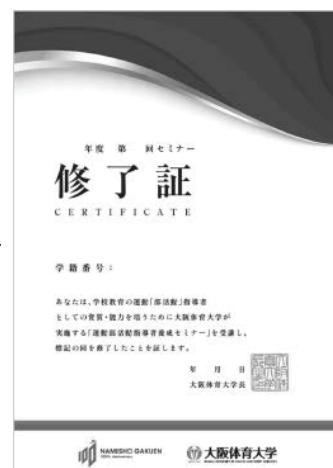 年度 第 回セミナー
修了証
CERTIFICATE
学籍番号：
あなたは、学校教育の運動「部活動」指導者
としての資質・能力を培うために大阪体育大学が
実施する「運動部活動指導者養成セミナー」を受講し、
標記の回を修了したことを証します。
年 月 日
大阪体育大学長
NAMISHO GAKUEN
大阪体育大学